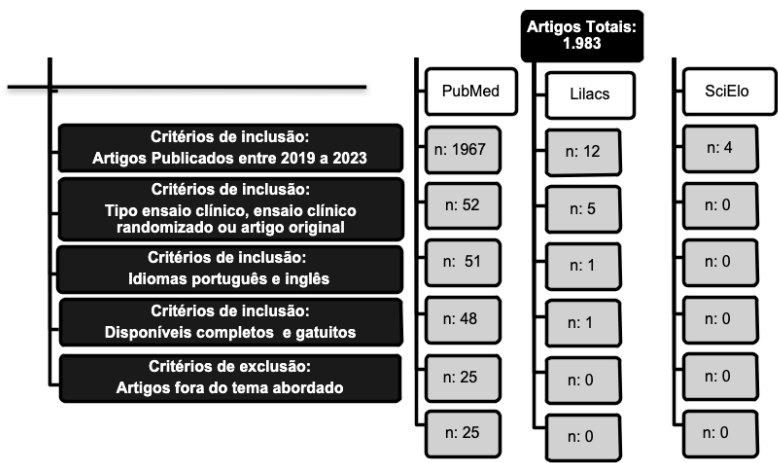 Artigos Totais:
1.983
PubMed
Lilacs
SciElo
Critérios de inclusão:
Artigos Publicados entre 2019 a 2023
n: 1967
n: 12
n: 4
Critérios de inclusão:
Tipo ensaio clínico, ensaio clínico
randomizado ou artigo original
n: 52
n: 5
n: 0
Critérios de inclusão:
Idiomas português e inglês
n: 51
n: 1
n: 0
Critérios de inclusão:
Disponíveis completos e gatuitos
n: 48
n: 1
n: 0
Critérios de exclusão:
Artigos fora do tema abordado
n: 25
n: 0
n: 0
n: 25
n: 0
n: 0